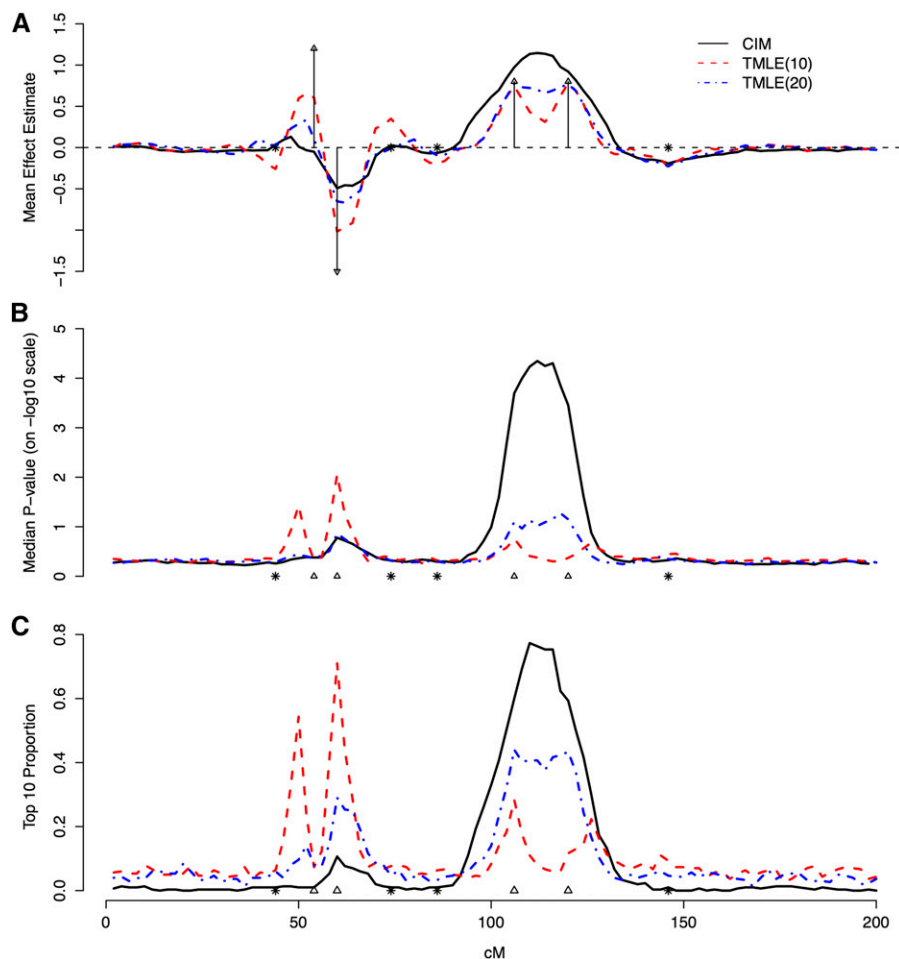 A
Mean Effect Estimate
1.5
1.0
0.5
0.0
−0.5
−1.5
CIM
TMLE(10)
TMLE(20)
B
Median P−value (on −log10 scale)
5
4
3
2
1
0
C
Top 10 Proportion
0.8
0.6
0.4
0.2
0.0
0 50 100 150 200
cM